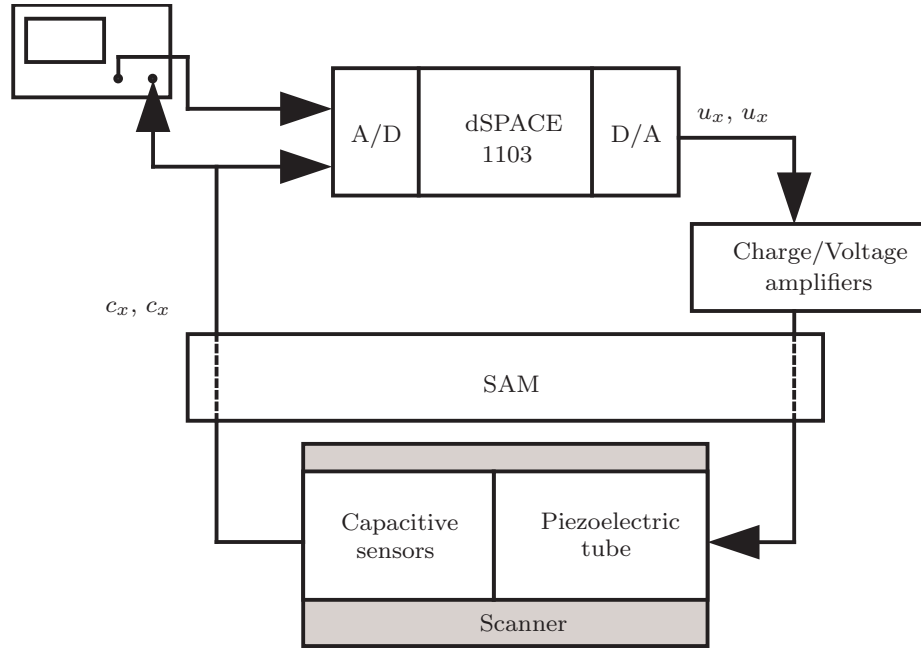 A/D
dSPACE
1103
D/A
u_x, u_x
Charge/Voltage
amplifiers
c_x, c_x
SAM
Capacitive
sensors
Piezoelectric
tube
Scanner